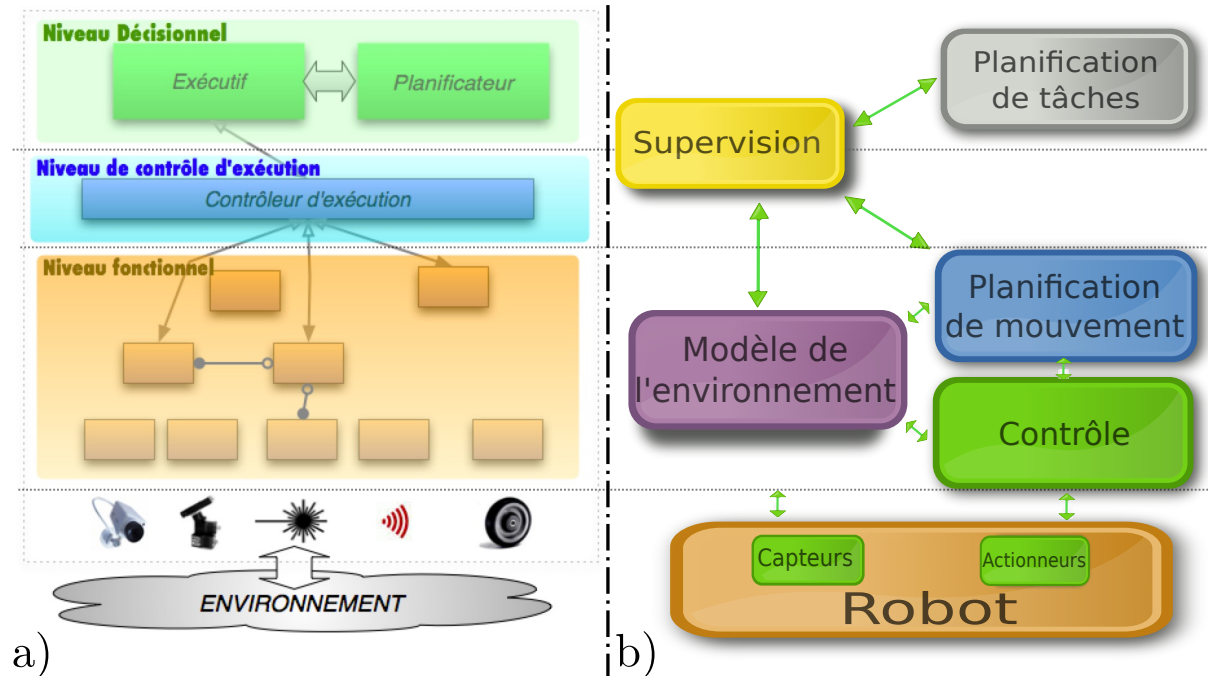 Niveau Décisionnel
Exécutif
Planificateur
Niveau de contrôle d'exécution
Contrôleur d'exécution
Niveau fonctionnel
ENVIRONNEMENT
a)
Planification
de tâches
Supervision
Planification
de mouvement
Modèle de
l'environnement
Contrôle
Capteurs
Actionneurs
Robot
b)